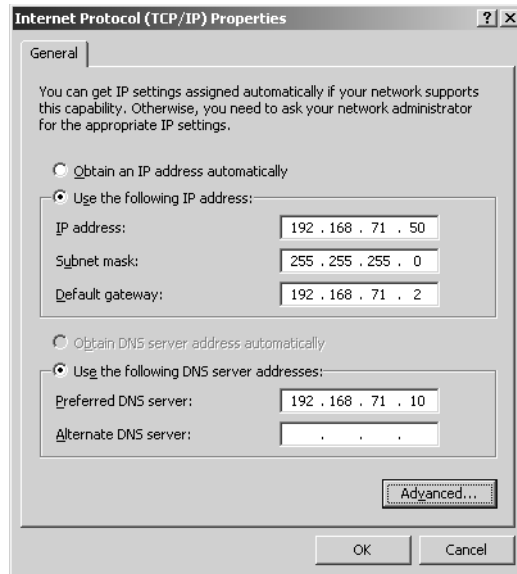 Internet Protocol (TCP/IP) Properties
General
You can get IP settings assigned automatically if your network supports
this capability. Otherwise, you need to ask your network administrator
for the appropriate IP settings.
Obtain an IP address automatically
Use the following IP address:
IP address: 192 . 168 . 71 . 50
Subnet mask: 255 . 255 . 255 . 0
Default gateway: 192 . 168 . 71 . 2
Obtain DNS server address automatically
Use the following DNS server addresses:
Preferred DNS server: 192 . 168 . 71 . 10
Alternate DNS server: . . .
Advanced...
OK Cancel